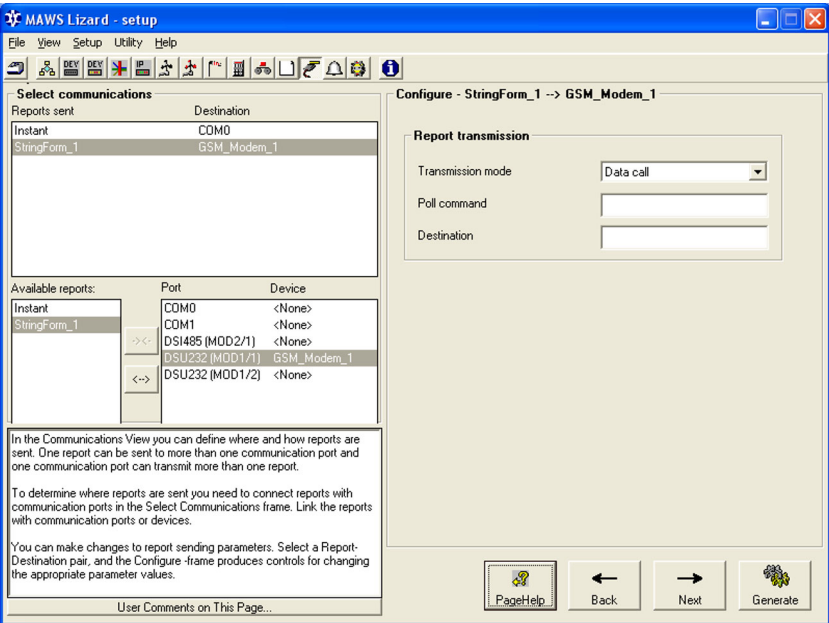 MAWS Lizard - setup
File View Setup Utility Help
DEV DEV IP
Select communications
Reports sent Destination
Instant COM0
StringForm_1 GSM_Modem_1
Available reports: Port Device
Instant COM0 <None>
StringForm_1 COM1 <None>
DSI485 (MOD2/1) <None>
->< DSU232 (MOD1/1) GSM_Modem_1
DSU232 (MOD1/2) <None>
<-->
In the Communications View you can define where and how reports are
sent. One report can be sent to more than one communication port and
one communication port can transmit more than one report.
To determine where reports are sent you need to connect reports with
communication ports in the Select Communications frame. Link the reports
with communication ports or devices.
You can make changes to report sending parameters. Select a Report-
Destination pair, and the Configure -frame produces controls for changing
the appropriate parameter values.
User Comments on This Page...
Configure - StringForm_1 --> GSM_Modem_1
Report transmission
Transmission mode Data call
Poll command
Destination
PageHelp Back Next Generate